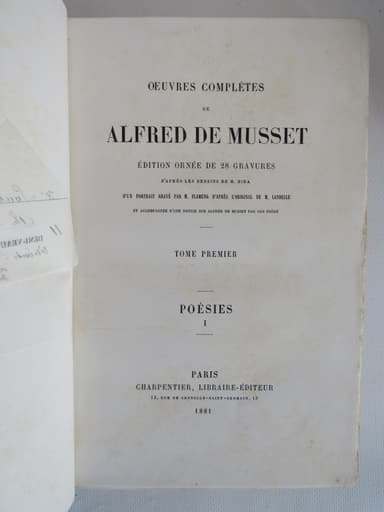 OEUVRES COMPLÈTES
DE
ALFRED DE MUSSET
ÉDITION ORNÉE DE 28 GRAVURES
D'APRÈS LES DESSINS DE M. BIDA
D'UN PORTRAIT GRAVÉ PAR M. FLAMENG D'APRÈS L'ORIGINAL DE M. LANDELLE
ET ACCOMPAGNÉE D'UNE NOTICE SUR ALFRED DE MUSSET PAR SON FRÈRE
TOME PREMIER
POÉSIES
I
PARIS
CHARPENTIER, LIBRAIRE-ÉDITEUR
13, RUE DE GRENELLE-SAINT-GERMAIN, 13
1881